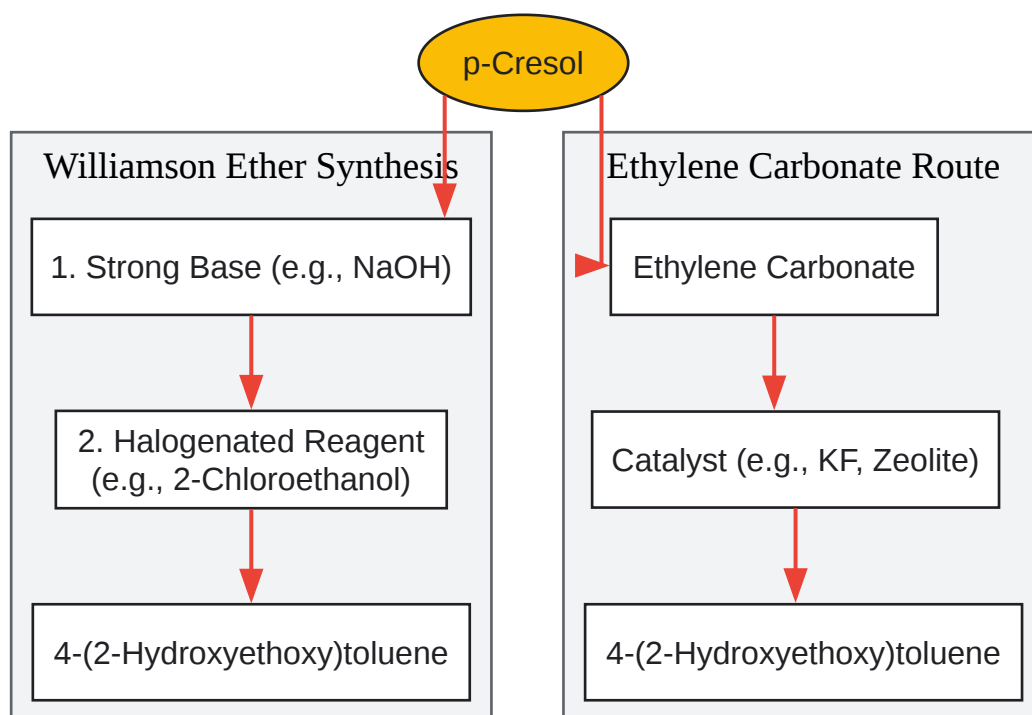 p-Cresol
Williamson Ether Synthesis
1. Strong Base (e.g., NaOH)
2. Halogenated Reagent
(e.g., 2-Chloroethanol)
4-(2-Hydroxyethoxy)toluene
Ethylene Carbonate Route
Ethylene Carbonate
Catalyst (e.g., KF, Zeolite)
4-(2-Hydroxyethoxy)toluene